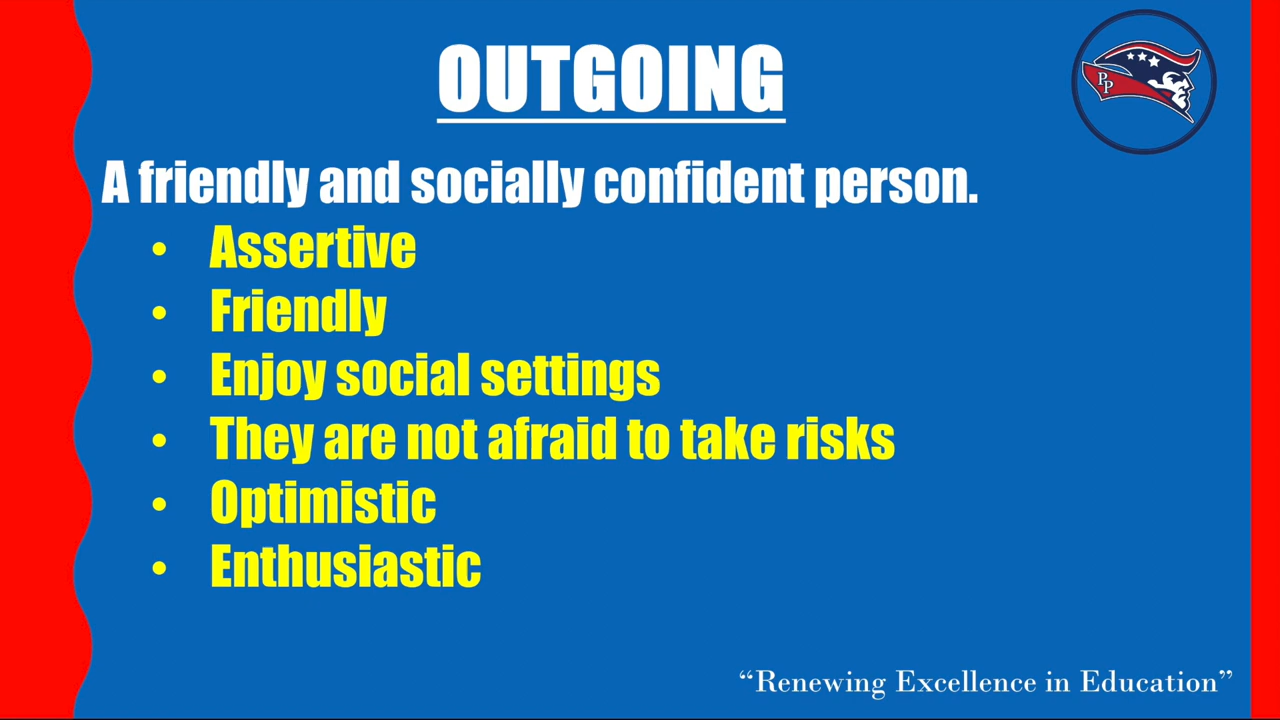 OUTGOING
PP
A friendly and socially confident person.
• Assertive
• Friendly
• Enjoy social settings
• They are not afraid to take risks
• Optimistic
• Enthusiastic
“Renewing Excellence in Education”